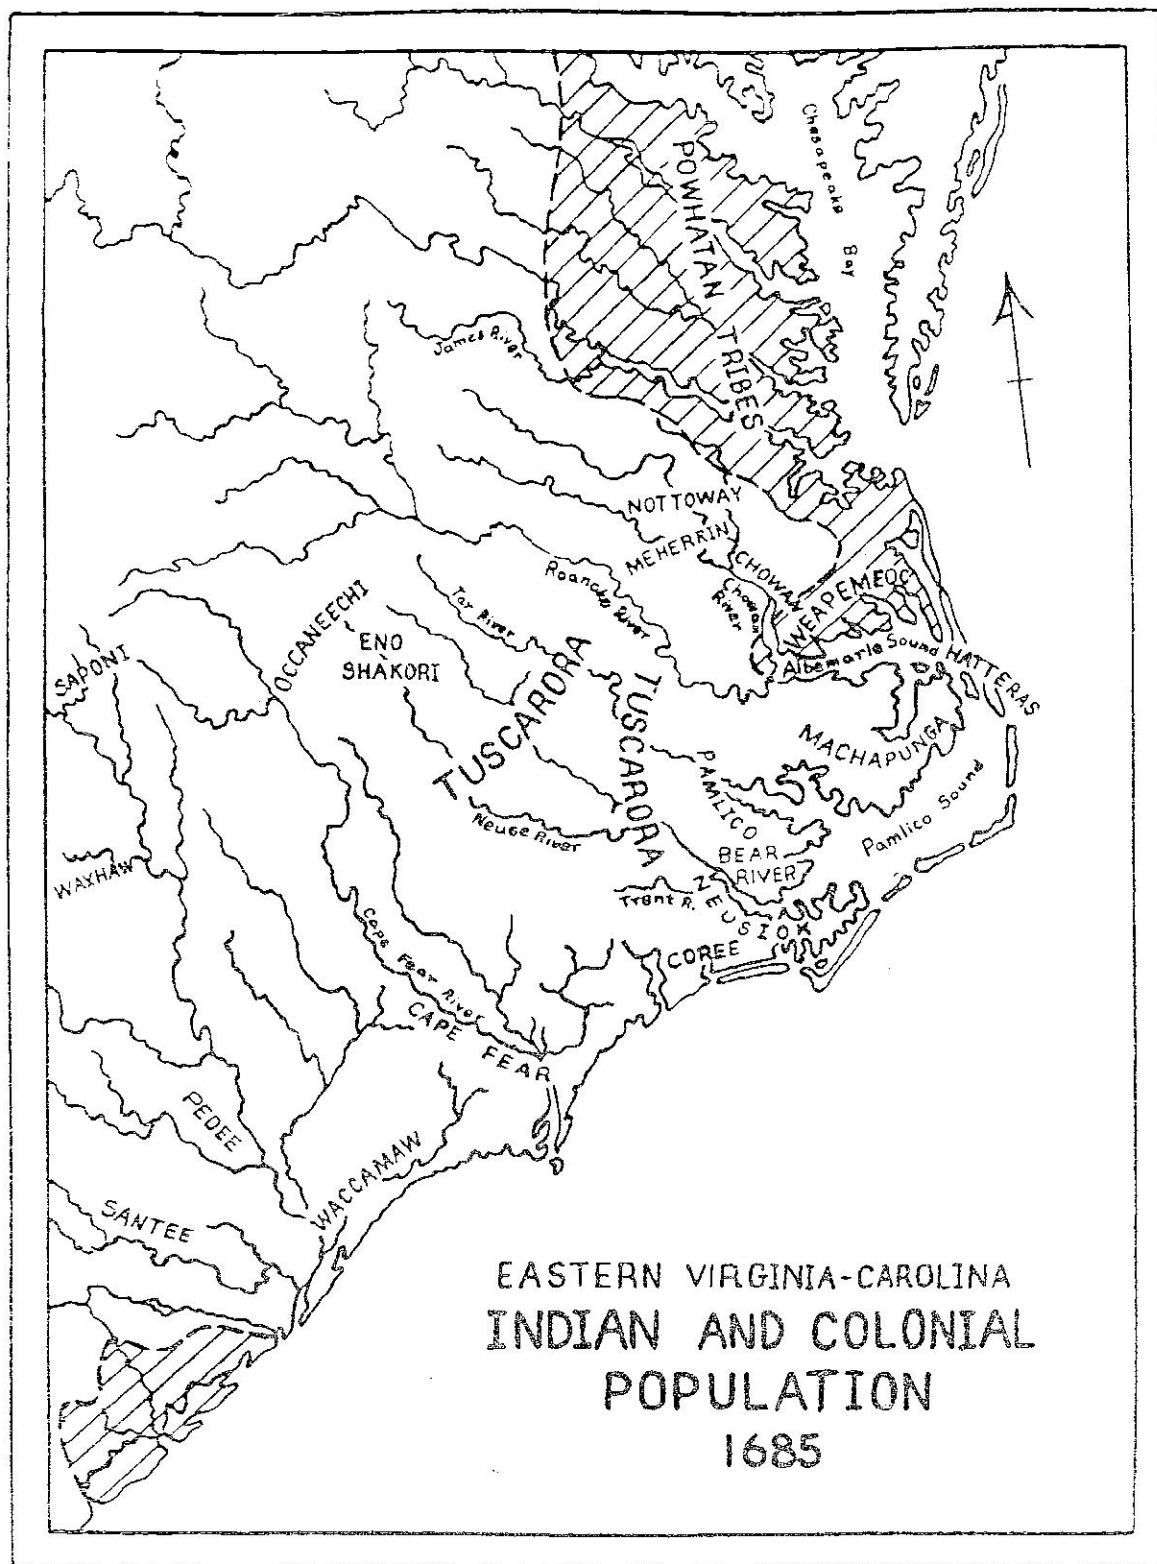 Chesapeake Bay
POWHATAN TRIBES
James River
NOTTOWAY
MEHERRIN
CHOWAN
Chowan River
WEAPEMEOC
Roanoke River
Tar River
OCCANEECHI
ENO
SHAKORI
SAPONI
Albemarle Sound
HATTERAS
TUSCARORA
TUSCARORA
MACHAPUNGA
PAMLICO
Pamlico Sound
Neuse River
BEAR
RIVER
WAXHAW
Trent R.
NEUSIOK
COREE
Cape Fear River
CAPE FEAR
PEDEE
WACCAMAW
SANTEE
EASTERN VIRGINIA-CAROLINA
INDIAN AND COLONIAL
POPULATION
1685